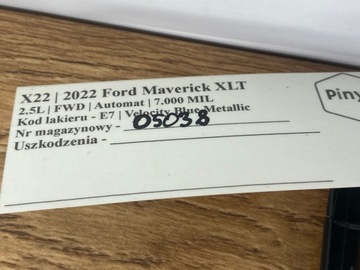 X22 | 2022 Ford Maverick XLT
2.5L | FWD | Automat | 7.000 MIL
Kod lakieru - E7 | Velocity Blue Metallic
Nr magazynowy - 05038
Uszkodzenia -
Piny